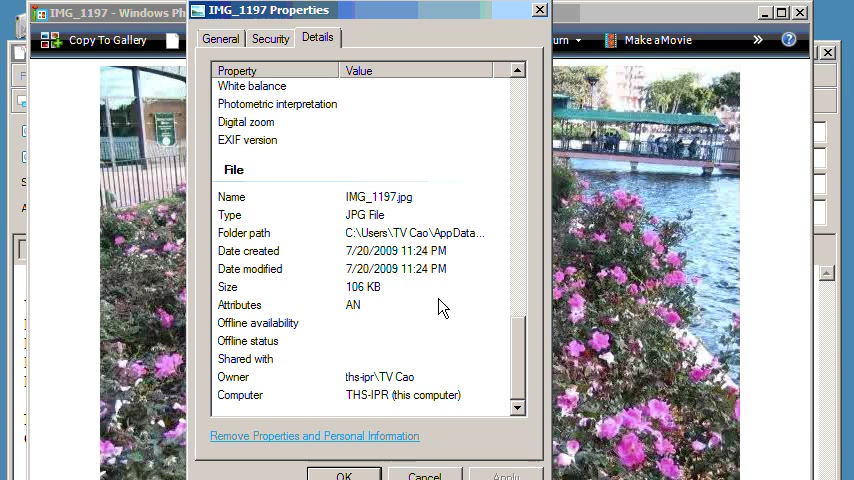 IMG_1197 - Windows Ph
IMG_1197 Properties
Copy To Gallery
urn
Make a Movie
»
?
General
Security
Details
Property Value
White balance
Photometric interpretation
Digital zoom
EXIF version
File
Name IMG_1197.jpg
Type JPG File
Folder path C:\Users\TV Cao\AppData...
Date created 7/20/2009 11:24 PM
Date modified 7/20/2009 11:24 PM
Size 106 KB
Attributes AN
Offline availability
Offline status
Shared with
Owner ths-ipr\TV Cao
Computer THS-IPR (this computer)
Remove Properties and Personal Information
OK Cancel Apply